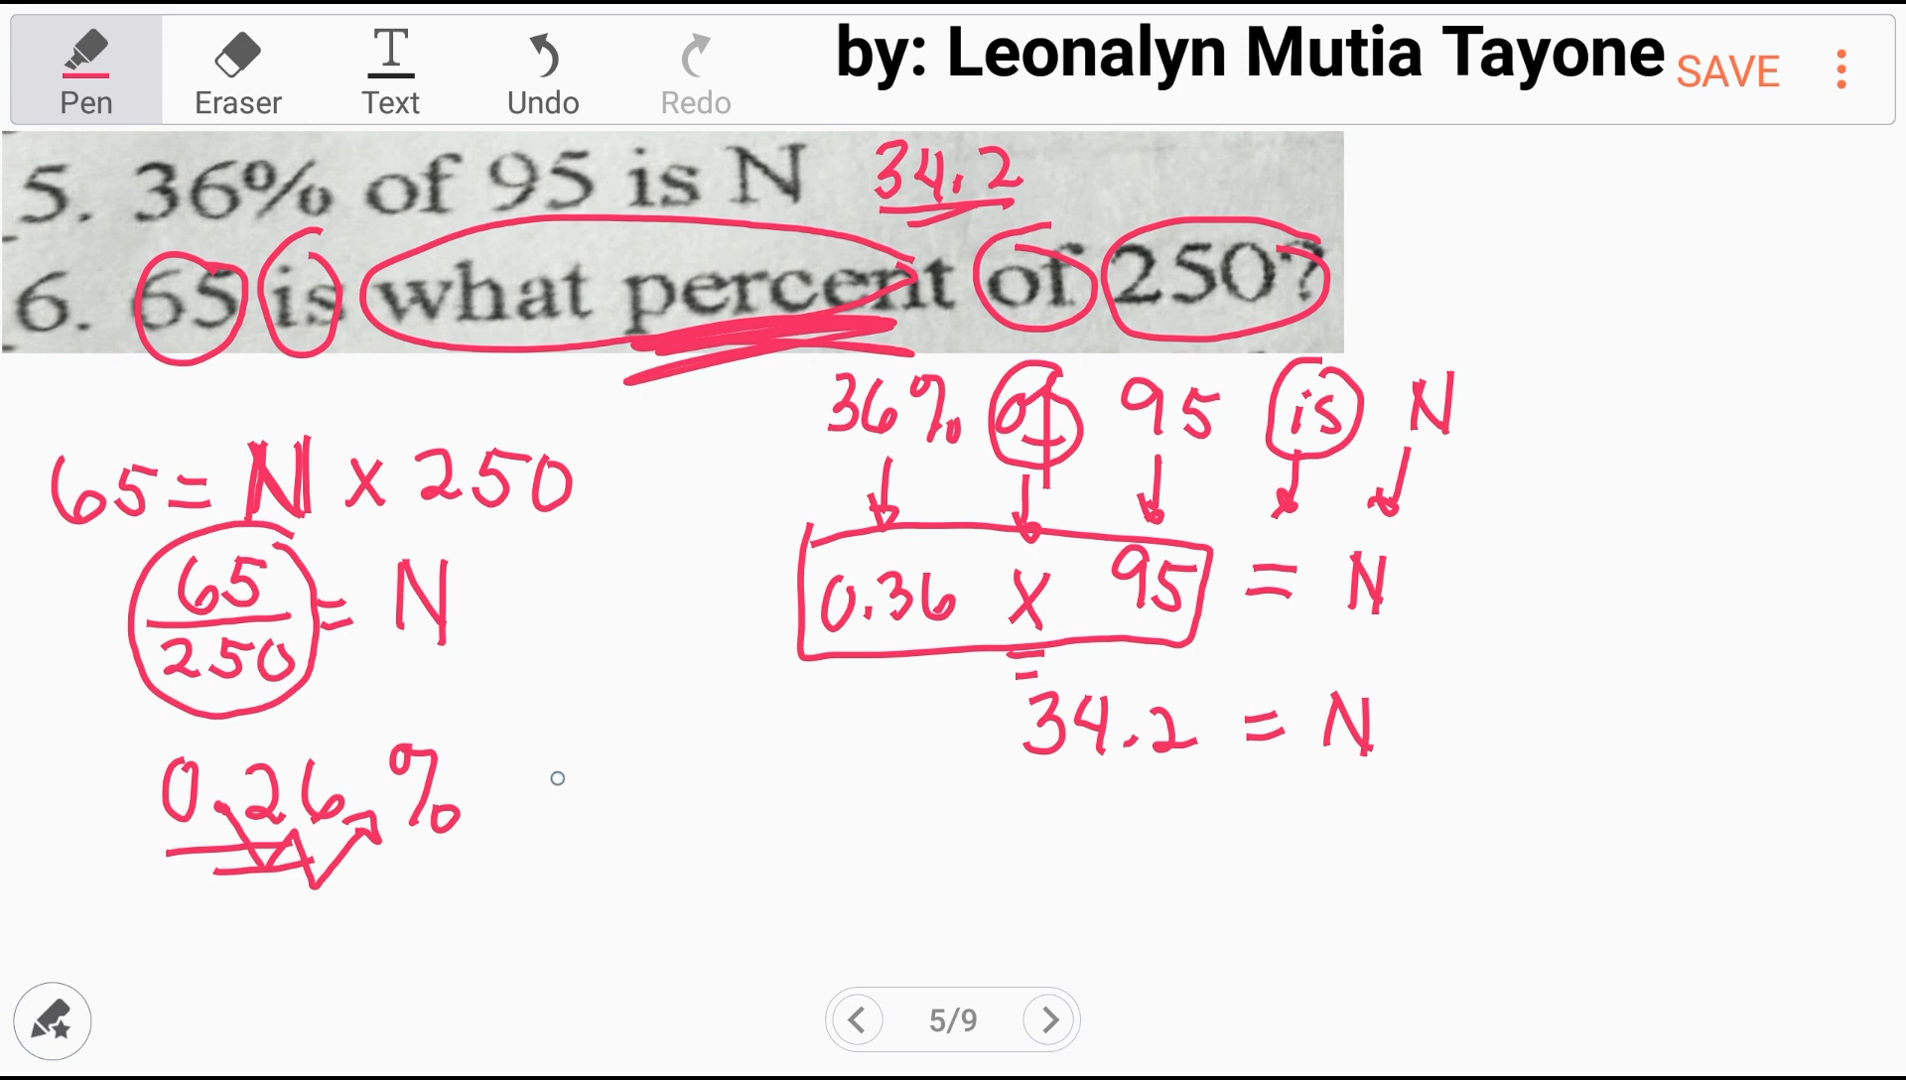 by: Leonalyn Mutia Tayone
SAVE
Pen
Eraser
Text
Undo
Redo
5. 36% of 95 is N 34.2
6. 65 is what percent of 250?
36% of 95 is N
0.36 x 95 = N
34.2 = N
65 = N x 250
65
250
= N
0.26 %
5/9